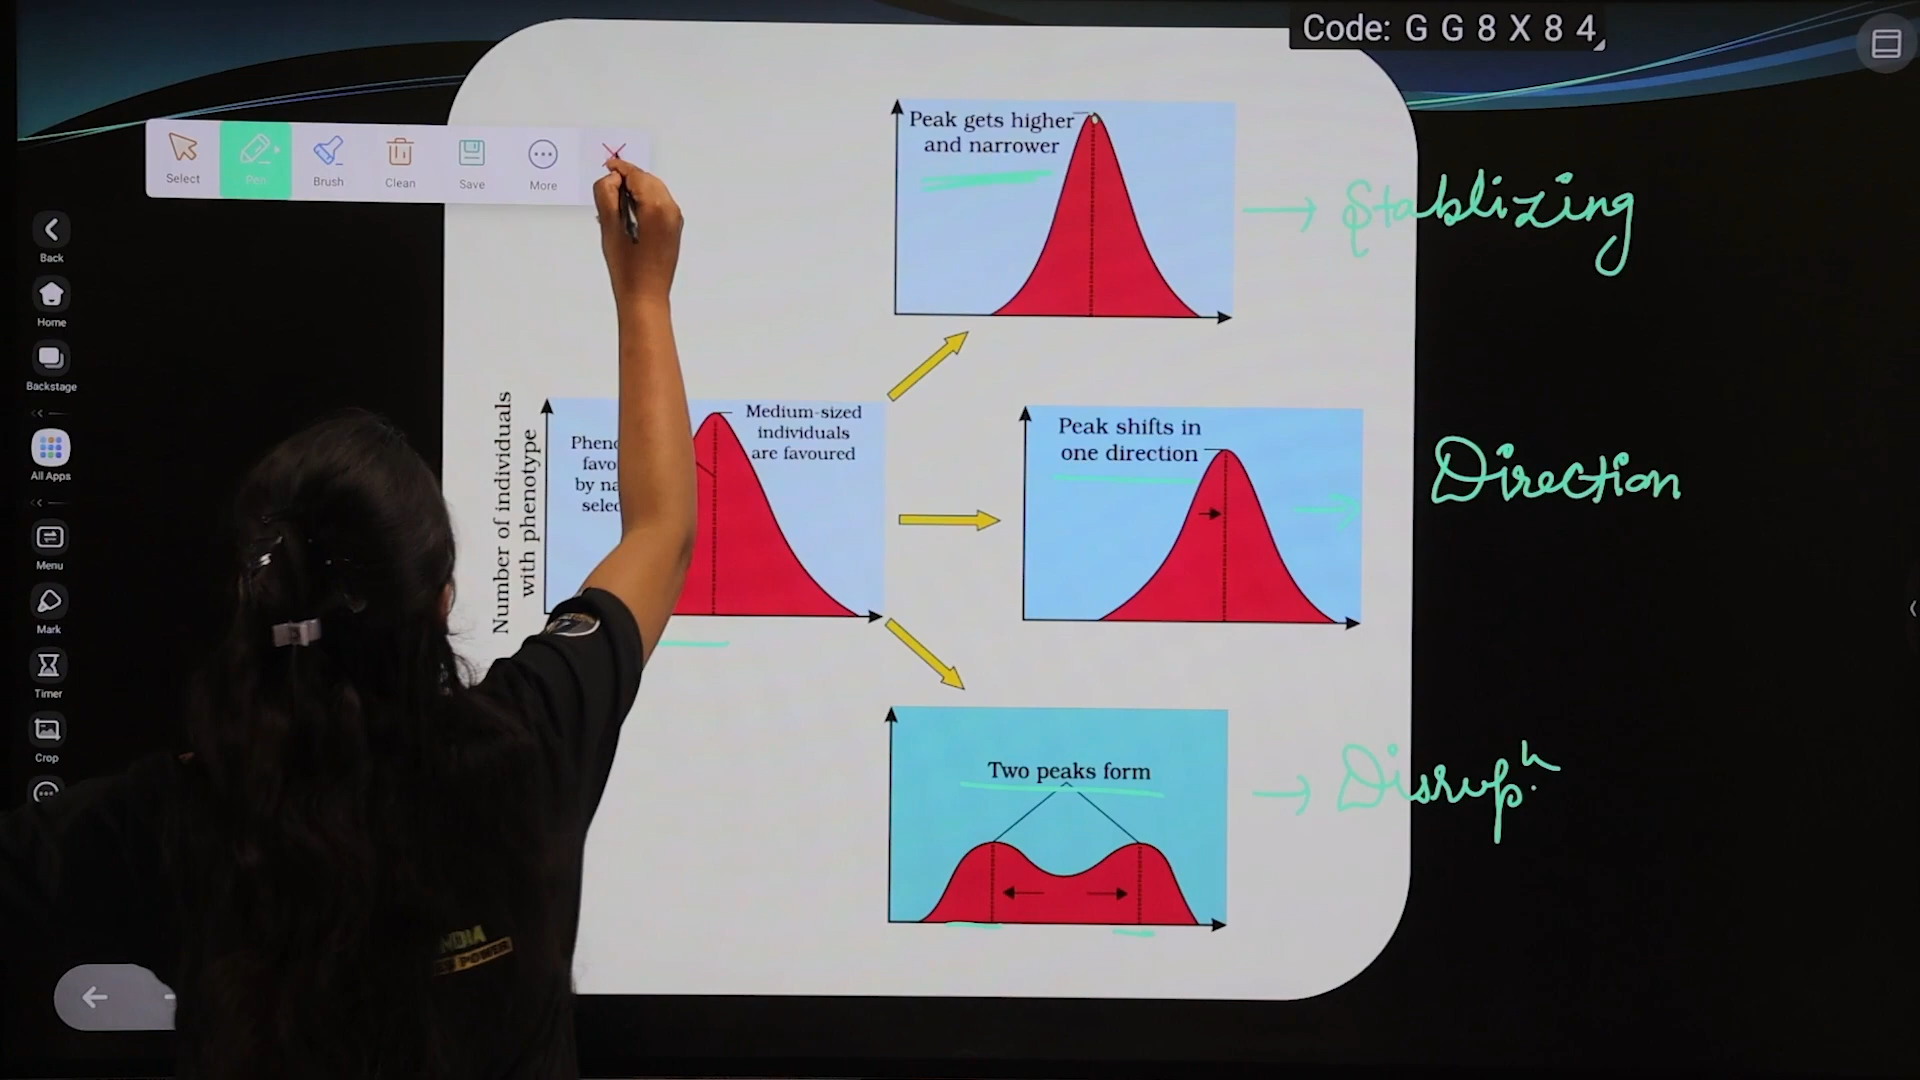 Code: G G 8 X 8 4
Select
Pen
Brush
Clean
Save
More
Back
Home
Backstage
All Apps
Menu
Mark
Timer
Crop
Peak gets higher
and narrower
Stablizing
Number of individuals
with phenotype
Medium-sized
individuals
are favoured
Peak shifts in
one direction
Direction
Two peaks form
Disrup.n